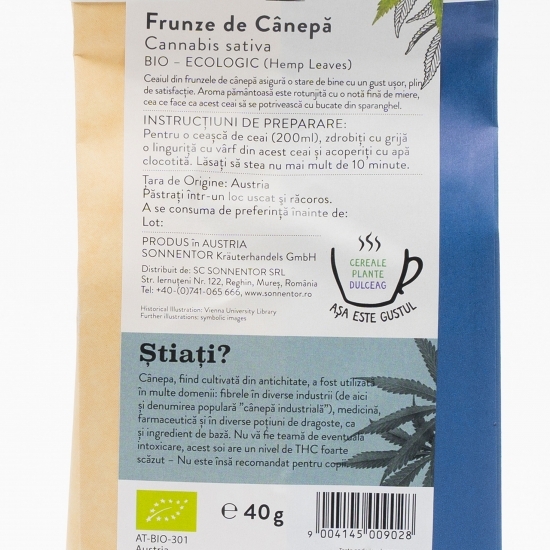 Frunze de Cânepă
Cannabis sativa
BIO – ECOLOGIC (Hemp Leaves)
Ceaiul din frunzele de cânepă asigură o stare de bine cu un gust ușor, plin
de satisfacție. Aroma pământoasă este rotunjită cu o notă fină de miere,
cea ce face ca acest ceai să se potrivească cu bucate din sparanghel.
INSTRUCȚIUNI DE PREPARARE:
Pentru o ceașcă de ceai (200ml), zdrobiți cu grijă
o linguriță cu vârf din acest ceai și acoperiți cu apă
clocotită. Lăsați să stea nu mai mult de 10 minute.
Țara de Origine: Austria
Păstrați într-un loc uscat și răcoros.
A se consuma de preferință înainte de:
Lot:
PRODUS în AUSTRIA
SONNENTOR Kräuterhandels GmbH
Distribuit de: SC SONNENTOR SRL
Str. Iernuțeni Nr. 122, Reghin, Mureș, România
Tel: +40-(0)741-065 666, www.sonnentor.ro
Historical Illustration: Vienna University Library
Further illustrations: symbolic images
CEREALE
PLANTE
DULCEAG
AȘA ESTE GUSTUL
Știați?
Cânepa, fiind cultivată din antichitate, a fost utilizată
în multe domenii: fibrele în diverse industrii (de aici
și denumirea populară "cânepă industrială"), medicină,
farmaceutică și în diverse poțiuni de dragoste, ca
și ingredient de bază. Nu vă fie teamă de eventuala
intoxicare, acest soi are un nivel de THC foarte
scăzut – Nu este însă recomandat pentru copii.
AT-BIO-301
Austria
℮ 40g
9 004145 009028